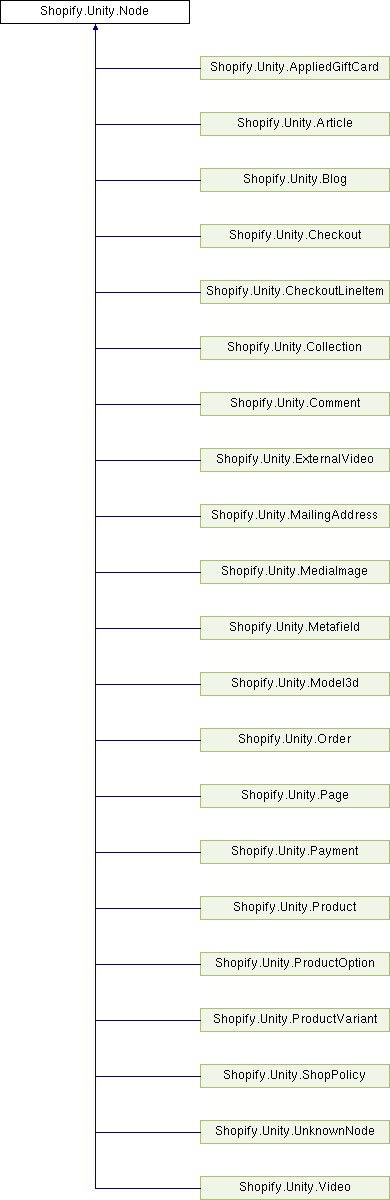 Shopify.Unity.Node
Shopify.Unity.AppliedGiftCard
Shopify.Unity.Article
Shopify.Unity.Blog
Shopify.Unity.Checkout
Shopify.Unity.CheckoutLineItem
Shopify.Unity.Collection
Shopify.Unity.Comment
Shopify.Unity.ExternalVideo
Shopify.Unity.MailingAddress
Shopify.Unity.MediaImage
Shopify.Unity.Metafield
Shopify.Unity.Model3d
Shopify.Unity.Order
Shopify.Unity.Page
Shopify.Unity.Payment
Shopify.Unity.Product
Shopify.Unity.ProductOption
Shopify.Unity.ProductVariant
Shopify.Unity.ShopPolicy
Shopify.Unity.UnknownNode
Shopify.Unity.Video